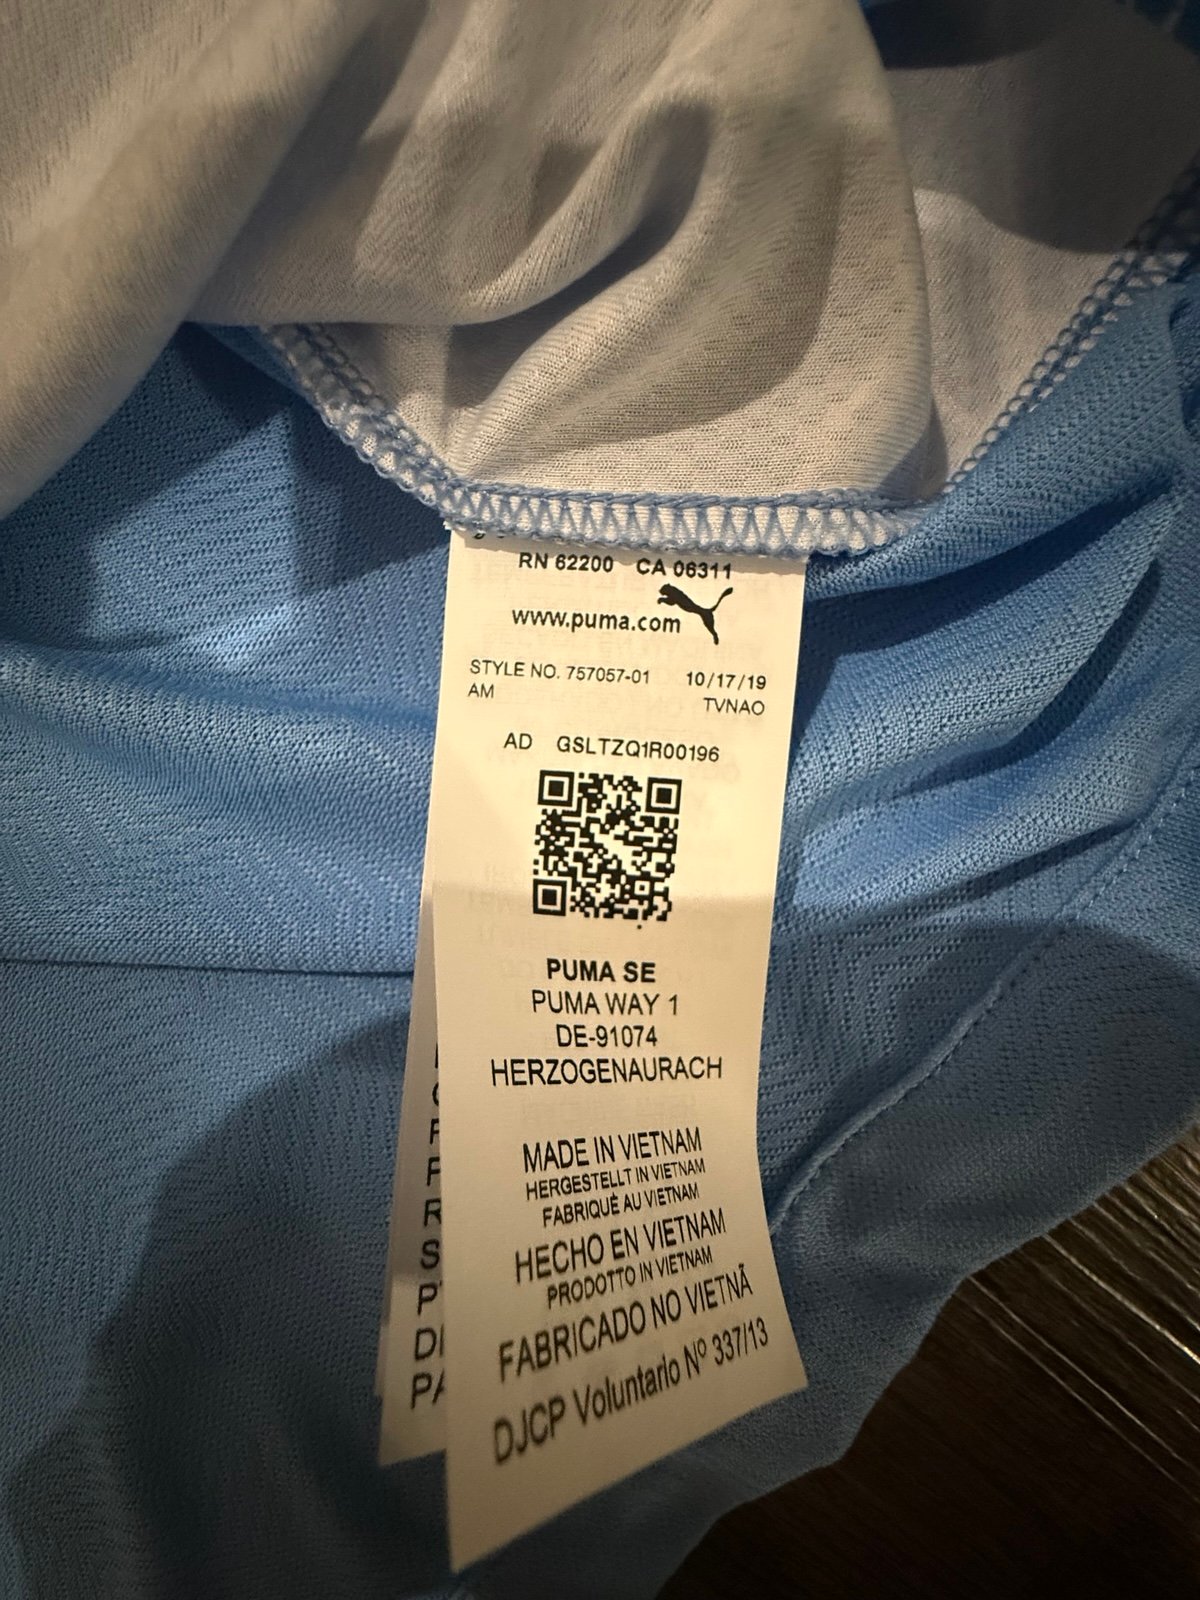 RN 62200 CA 06311
www.puma.com
STYLE NO. 757057-01 10/17/19
AM TVNAO
AD GSLTZQ1R00196
PUMA SE
PUMA WAY 1
DE-91074
HERZOGENAURACH
MADE IN VIETNAM
HERGESTELLT IN VIETNAM
FABRIQUÉ AU VIETNAM
HECHO EN VIETNAM
PRODOTTO IN VIETNAM
FABRICADO NO VIETNÃ
DJCP Voluntario Nº 337/13